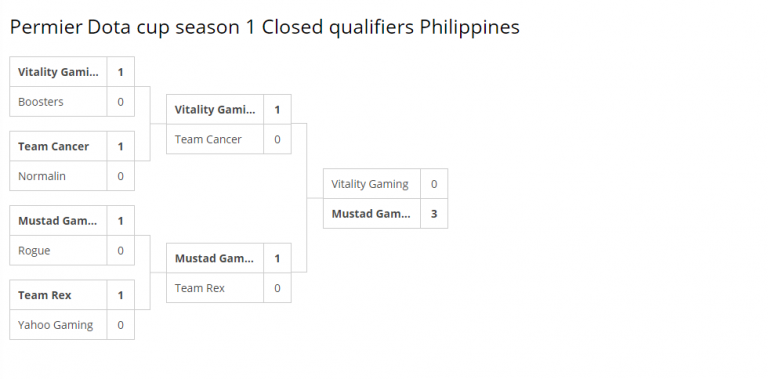 Permier Dota cup season 1 Closed qualifiers Philippines
Vitality Gami... 1
Boosters 0
Team Cancer 1
Normalin 0
Mustad Gam... 1
Rogue 0
Team Rex 1
Yahoo Gaming 0
Vitality Gami... 1
Team Cancer 0
Mustad Gam... 1
Team Rex 0
Vitality Gaming 0
Mustad Gam... 3